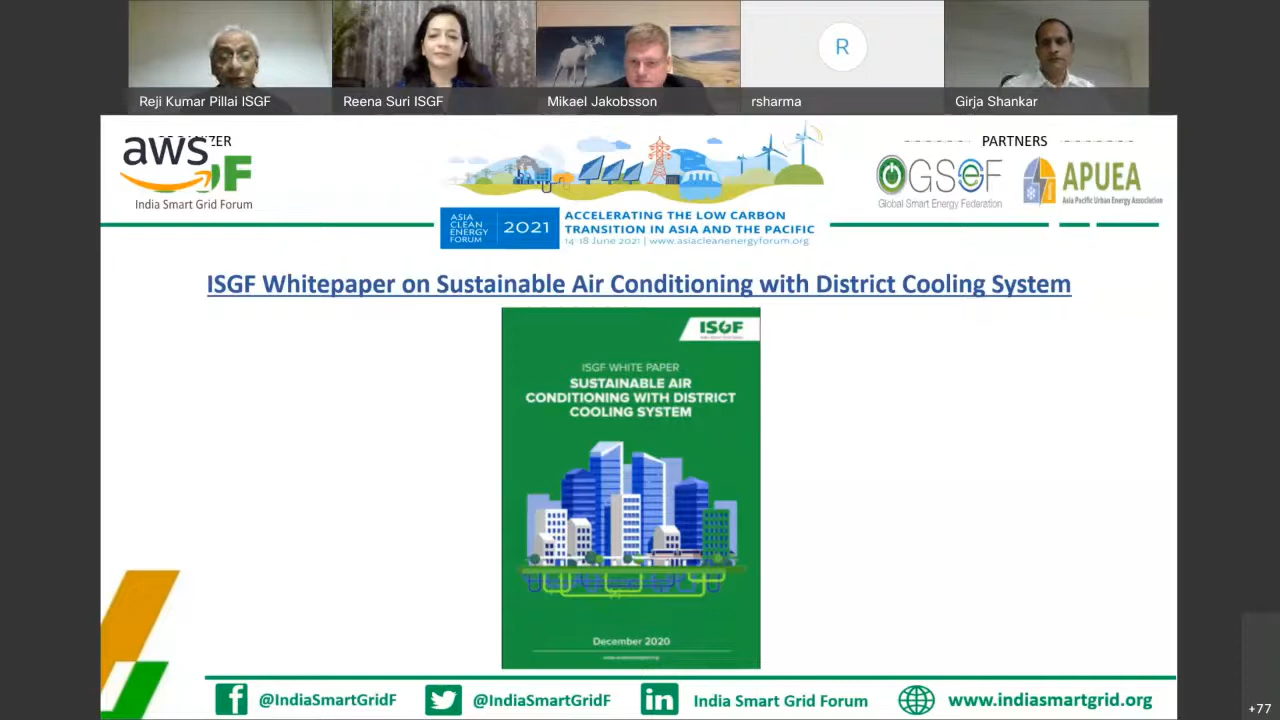 Reji Kumar Pillai ISGF
Reena Suri ISGF
Mikael Jakobsson
R
rsharma
Girja Shankar
aws
India Smart Grid Forum
ASIA
CLEAN
ENERGY
FORUM
2021
ACCELERATING THE LOW CARBON
TRANSITION IN ASIA AND THE PACIFIC
14-18 June 2021 | www.asiacleanenergyforum.org
PARTNERS
GSEF
Global Smart Energy Federation
APUEA
Asia Pacific Urban Energy Association
ISGF Whitepaper on Sustainable Air Conditioning with District Cooling System
ISGF
ISGF WHITE PAPER
SUSTAINABLE AIR
CONDITIONING WITH DISTRICT
COOLING SYSTEM
December 2020
@IndiaSmartGridF
@IndiaSmartGridF
India Smart Grid Forum
www.indiasmartgrid.org
+77